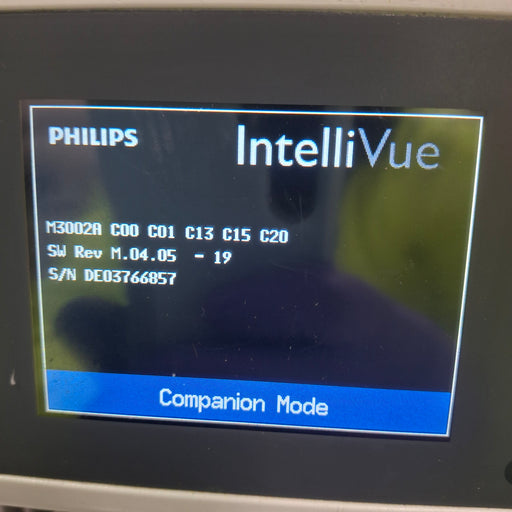 PHILIPS
IntelliVue
M3002A C00 C01 C13 C15 C20
SW Rev M.04.05 - 19
S/N DE03766857
Companion Mode